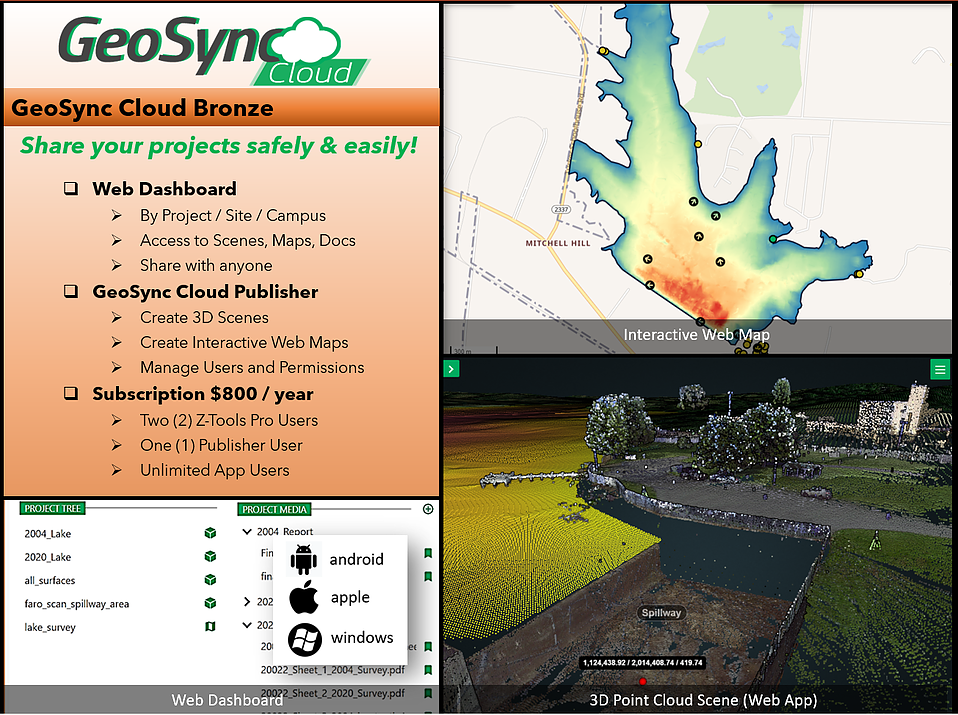 GeoSync
Cloud
GeoSync Cloud Bronze
Share your projects safely & easily!
Web Dashboard
By Project / Site / Campus
Access to Scenes, Maps, Docs
Share with anyone
GeoSync Cloud Publisher
Create 3D Scenes
Create Interactive Web Maps
Manage Users and Permissions
Subscription $800 / year
Two (2) Z-Tools Pro Users
One (1) Publisher User
Unlimited App Users
2337
MITCHELL HILL
300 m
Interactive Web Map
PROJECT TREE
2004_Lake
2020_Lake
all_surfaces
faro_scan_spillway_area
lake_survey
PROJECT MEDIA
2004_Report
Fin
fin
202
202
android
apple
windows
20022_Sheet_1_2004_Survey.pdf
20022_Sheet_2_2020_Survey.pdf
Web Dashboard
Spillway
1,124,438.92 / 2,014,408.74 / 419.74
3D Point Cloud Scene (Web App)